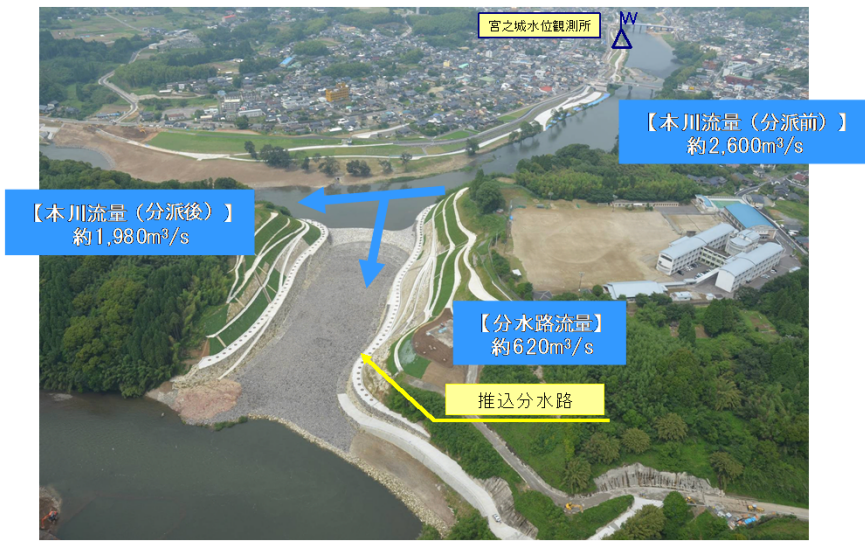 宮之城水位観測所
W
【本川流量(分派前)】
約2,600m³/s
【本川流量(分派後)】
約1,980m³/s
【分水路流量】
約620m³/s
推込分水路